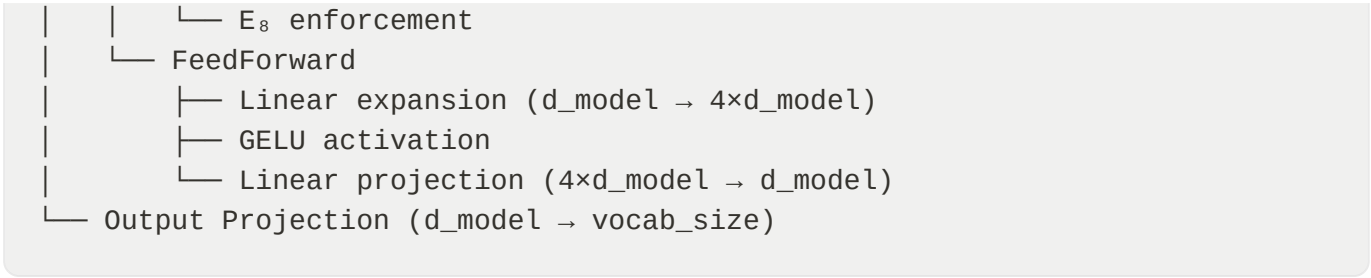 │   │   └── E₈ enforcement
│   └── FeedForward
│       ├── Linear expansion (d_model → 4×d_model)
│       ├── GELU activation
│       └── Linear projection (4×d_model → d_model)
└── Output Projection (d_model → vocab_size)